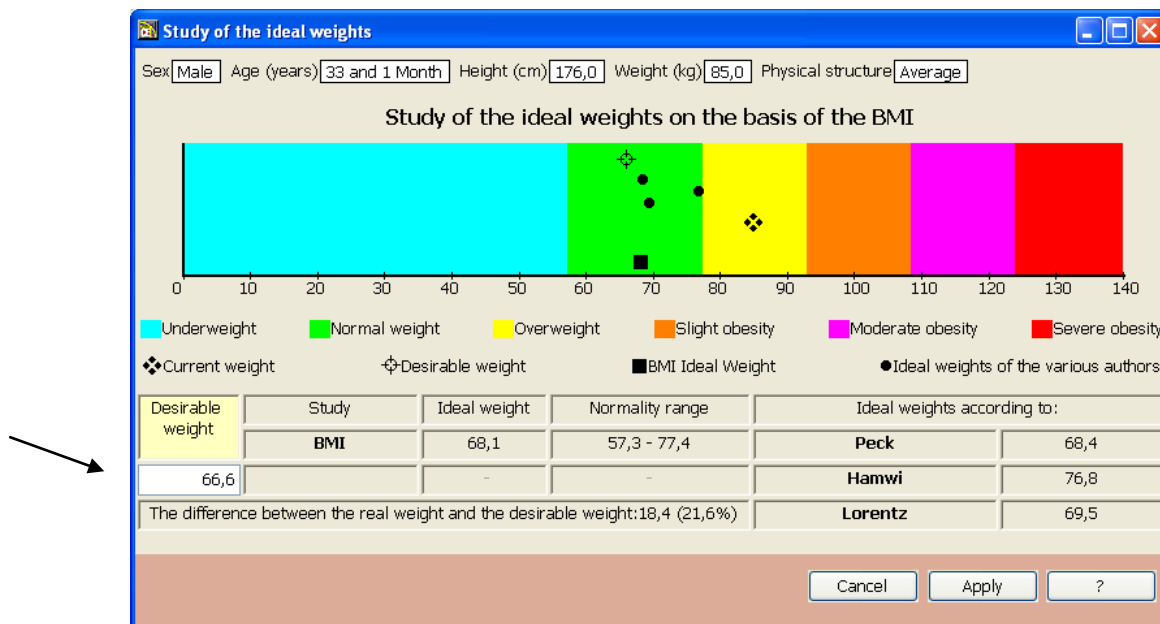 Study of the ideal weights
Sex Male Age (years) 33 and 1 Month Height (cm) 176,0 Weight (kg) 85,0 Physical structure Average
Study of the ideal weights on the basis of the BMI
0 10 20 30 40 50 60 70 80 90 100 110 120 130 140
Underweight Normal weight Overweight Slight obesity Moderate obesity Severe obesity
Current weight Desirable weight BMI Ideal Weight Ideal weights of the various authors
Desirable weight Study Ideal weight Normality range Ideal weights according to:
BMI 68,1 57,3 - 77,4 Peck 68,4
66,6 - - Hamwi 76,8
The difference between the real weight and the desirable weight:18,4 (21,6%) Lorentz 69,5
Cancel Apply ?